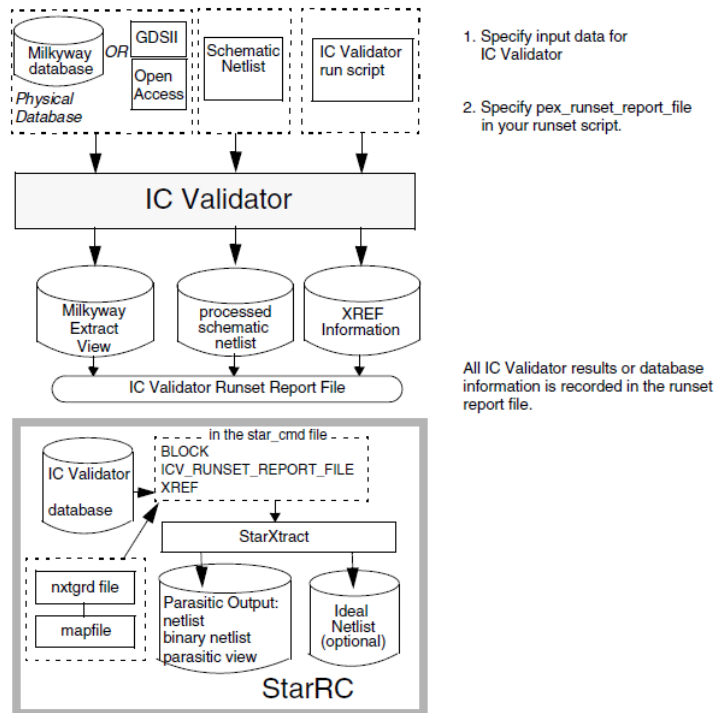 Milkyway
database
OR
GDSII
Open
Access
Physical
Database
Schematic
Netlist
IC Validator
run script
1. Specify input data for
IC Validator
2. Specify pex_runset_report_file
in your runset script.
IC Validator
Milkyway
Extract
View
processed
schematic
netlist
XREF
Information
IC Validator Runset Report File
All IC Validator results or database
information is recorded in the runset
report file.
in the star_cmd file
BLOCK
ICV_RUNSET_REPORT_FILE
XREF
IC Validator
database
StarXtract
nxtgrd file
mapfile
Parasitic Output:
netlist
binary netlist
parasitic view
Ideal
Netlist
(optional)
StarRC